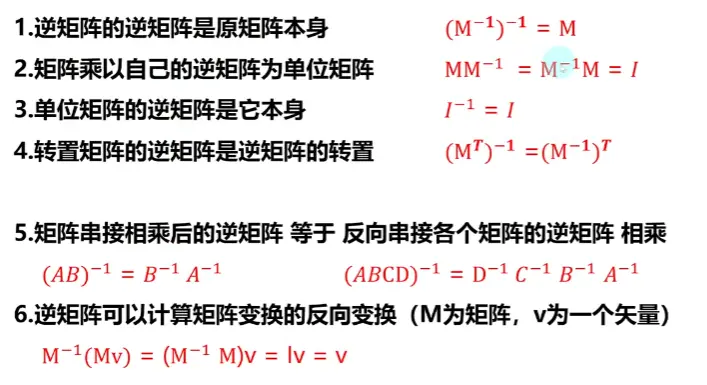 1.逆矩阵的逆矩阵是原矩阵本身 (M⁻¹)⁻¹ = M
2.矩阵乘以自己的逆矩阵为单位矩阵 MM⁻¹ = M⁻¹M = I
3.单位矩阵的逆矩阵是它本身 I⁻¹ = I
4.转置矩阵的逆矩阵是逆矩阵的转置 (Mᵀ)⁻¹ =(M⁻¹)ᵀ
5.矩阵串接相乘后的逆矩阵 等于 反向串接各个矩阵的逆矩阵 相乘
(AB)⁻¹ = B⁻¹ A⁻¹ (ABCD)⁻¹ = D⁻¹ C⁻¹ B⁻¹ A⁻¹
6.逆矩阵可以计算矩阵变换的反向变换（M为矩阵，v为一个矢量）
M⁻¹(Mv) = (M⁻¹ M)v = Iv = v